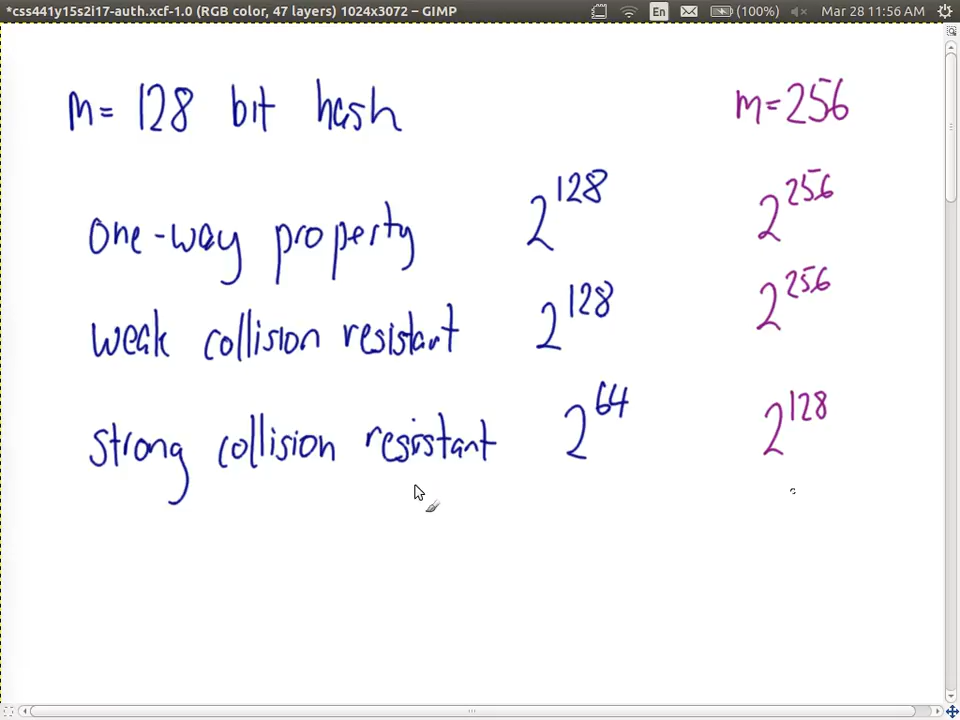 *css441y15s2i17-auth.xcf-1.0 (RGB color, 47 layers) 1024x3072 – GIMP En (100%) Mar 28 11:56 AM
m= 128 bit hash m=256
one-way property 2^128 2^256
weak collision resistant 2^128 2^256
strong collision resistant 2^64 2^128